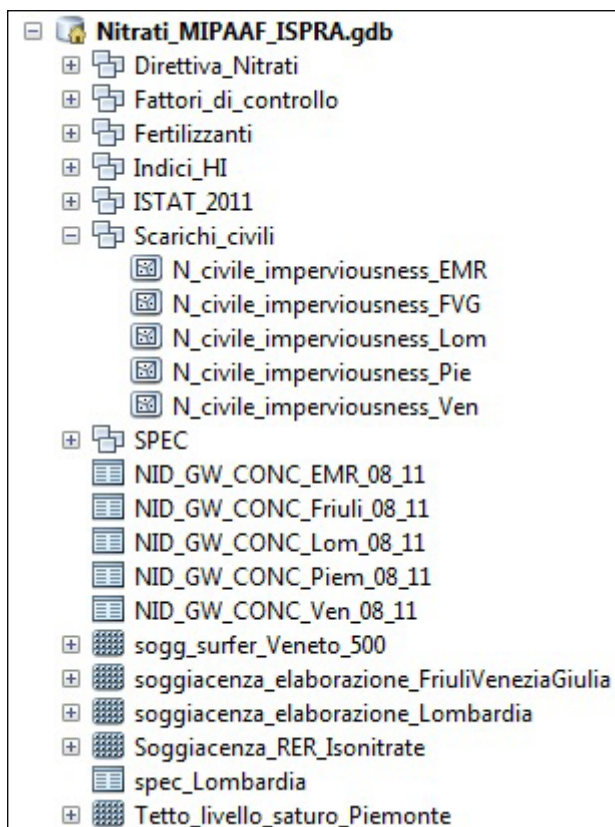 Nitrati_MIPAAF_ISPRA.gdb
Direttiva_Nitrati
Fattori_di_controllo
Fertilizzanti
Indici_HI
ISTAT_2011
Scarichi_civili
N_civile_imperviousness_EMR
N_civile_imperviousness_FVG
N_civile_imperviousness_Lom
N_civile_imperviousness_Pie
N_civile_imperviousness_Ven
SPEC
NID_GW_CONC_EMR_08_11
NID_GW_CONC_Friuli_08_11
NID_GW_CONC_Lom_08_11
NID_GW_CONC_Piem_08_11
NID_GW_CONC_Ven_08_11
sogg_surfer_Veneto_500
soggiacenza_elaborazione_FriuliVeneziaGiulia
soggiacenza_elaborazione_Lombardia
Soggiacenza_RER_Isonitrate
spec_Lombardia
Tetto_livello_saturo_Piemonte